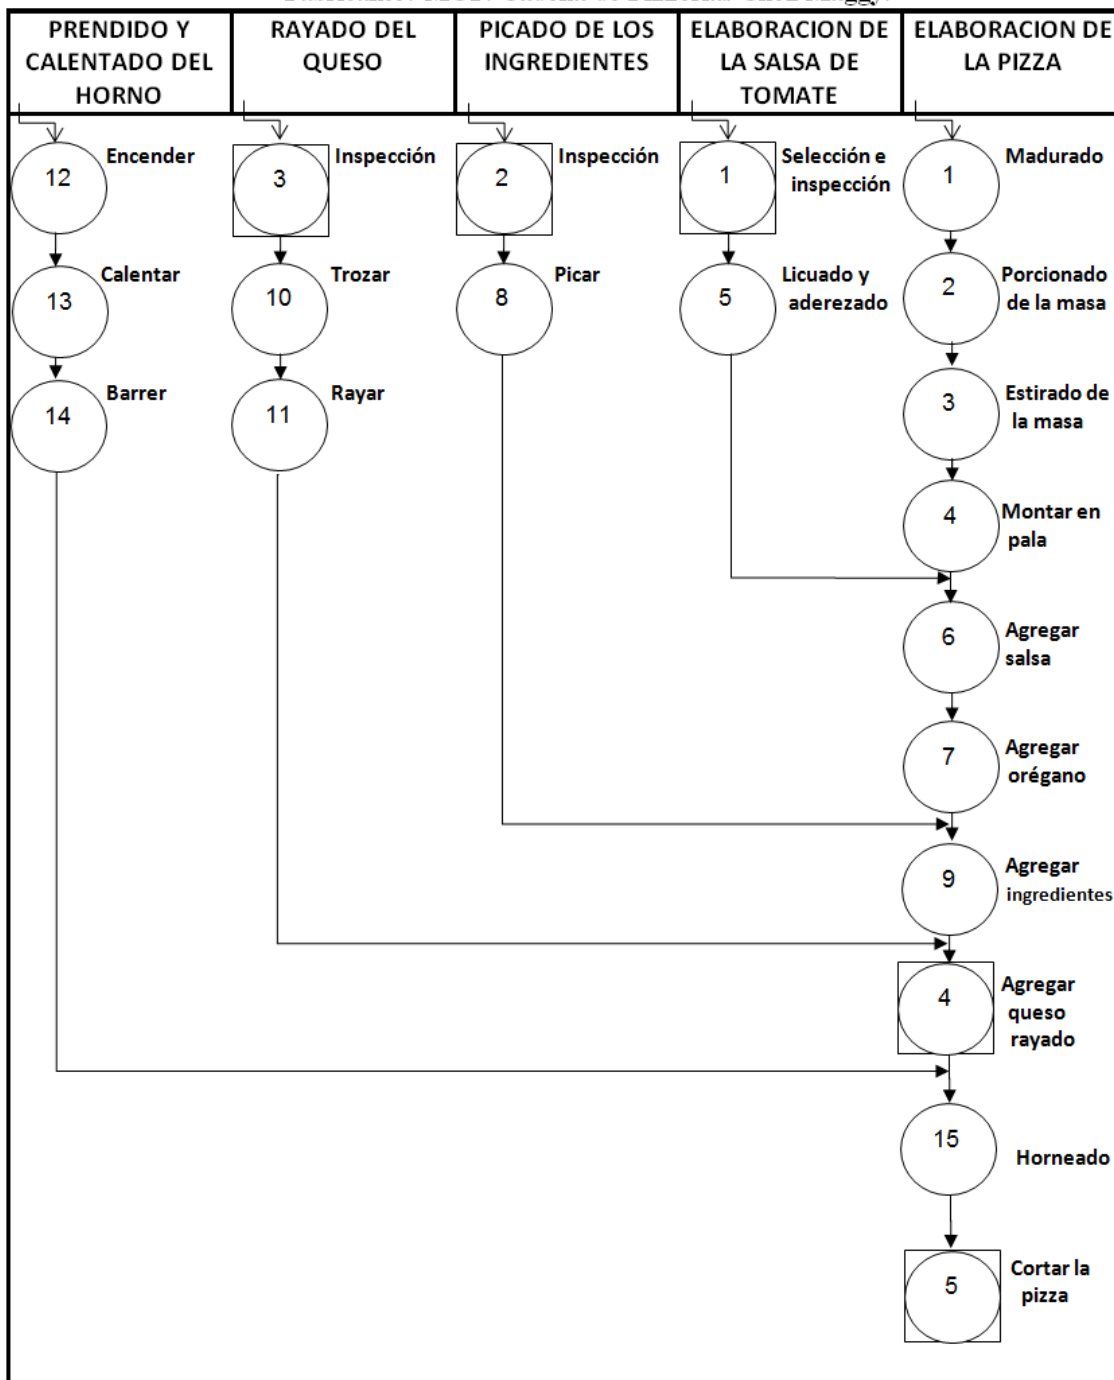 PRENDIDO Y
CALENTADO DEL
HORNO
RAYADO DEL
QUESO
PICADO DE LOS
INGREDIENTES
ELABORACION DE
LA SALSA DE
TOMATE
ELABORACION DE
LA PIZZA
12
Encender
13
Calentar
14
Barrer
3
Inspección
10
Trozar
11
Rayar
2
Inspección
8
Picar
1
Selección e
inspección
5
Licuado y
aderezado
1
Madurado
2
Porcionado
de la masa
3
Estirado de
la masa
4
Montar en
pala
6
Agregar
salsa
7
Agregar
orégano
9
Agregar
ingredientes
4
Agregar
queso
rayado
15
Horneado
5
Cortar la
pizza